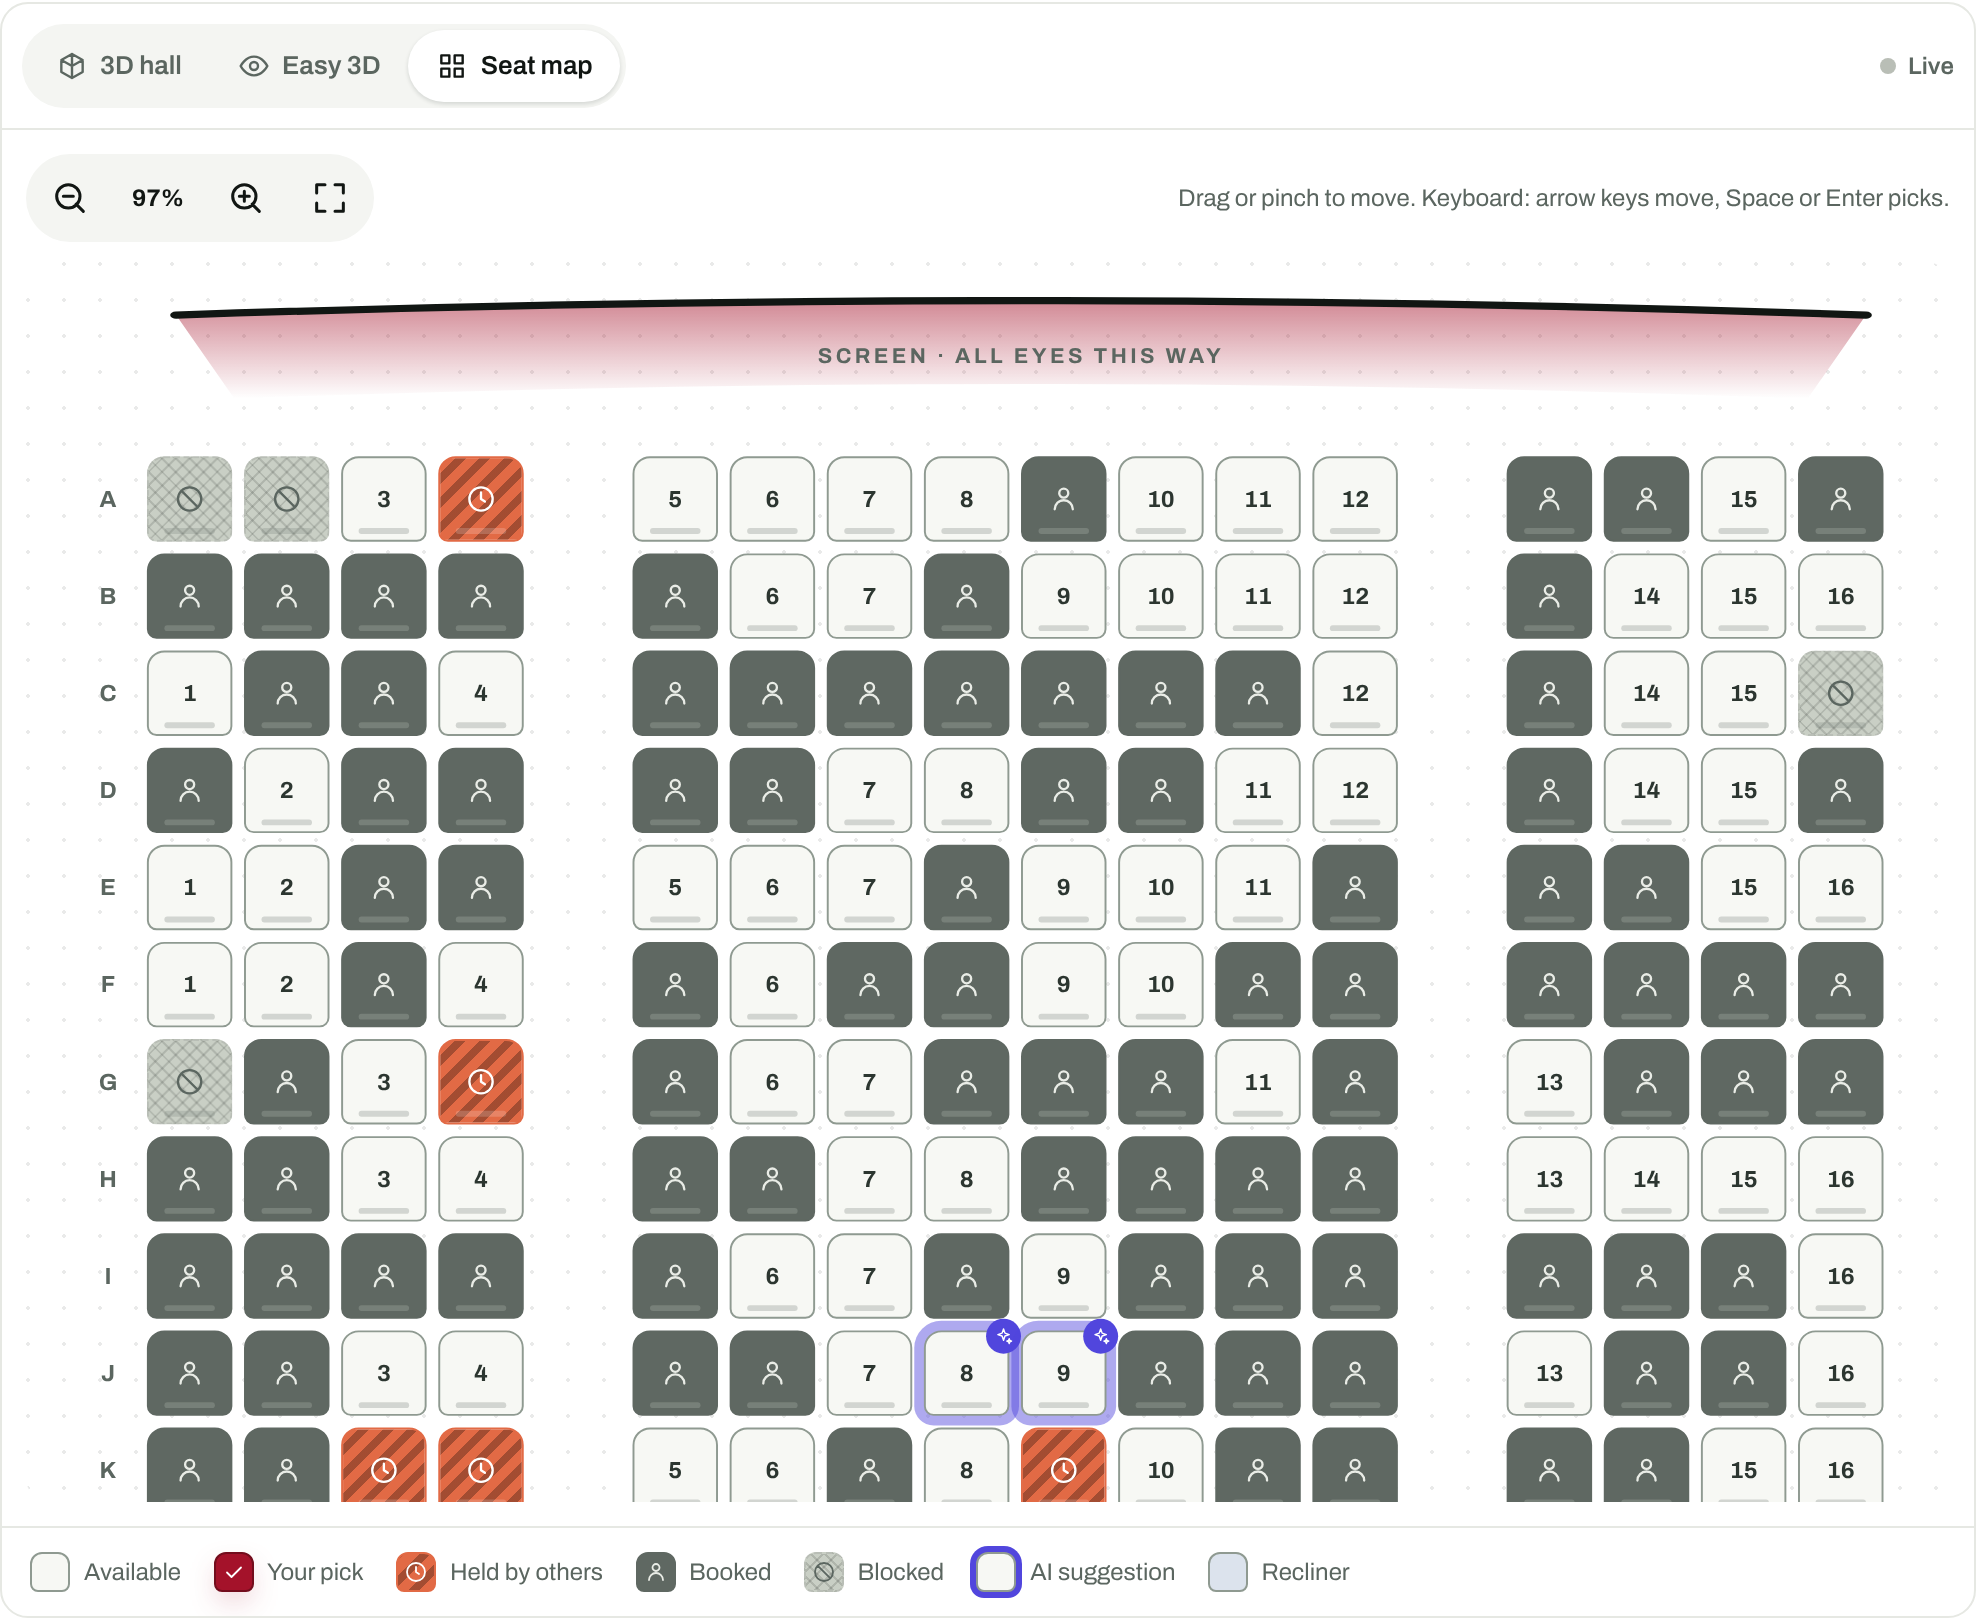 3D hall Easy 3D Seat map Live
97% Drag or pinch to move. Keyboard: arrow keys move, Space or Enter picks.
SCREEN · ALL EYES THIS WAY
A 3 5 6 7 8 10 11 12 15
B 6 7 9 10 11 12 14 15 16
C 1 4 12 14 15
D 2 7 8 11 12 14 15
E 1 2 5 6 7 9 10 11 15 16
F 1 2 4 6 9 10
G 3 6 7 11 13
H 3 4 7 8 13 14 15 16
I 6 7 9 16
J 3 4 7 8 9 13 16
K 5 6 8 10 15 16
Available Your pick Held by others Booked Blocked AI suggestion Recliner